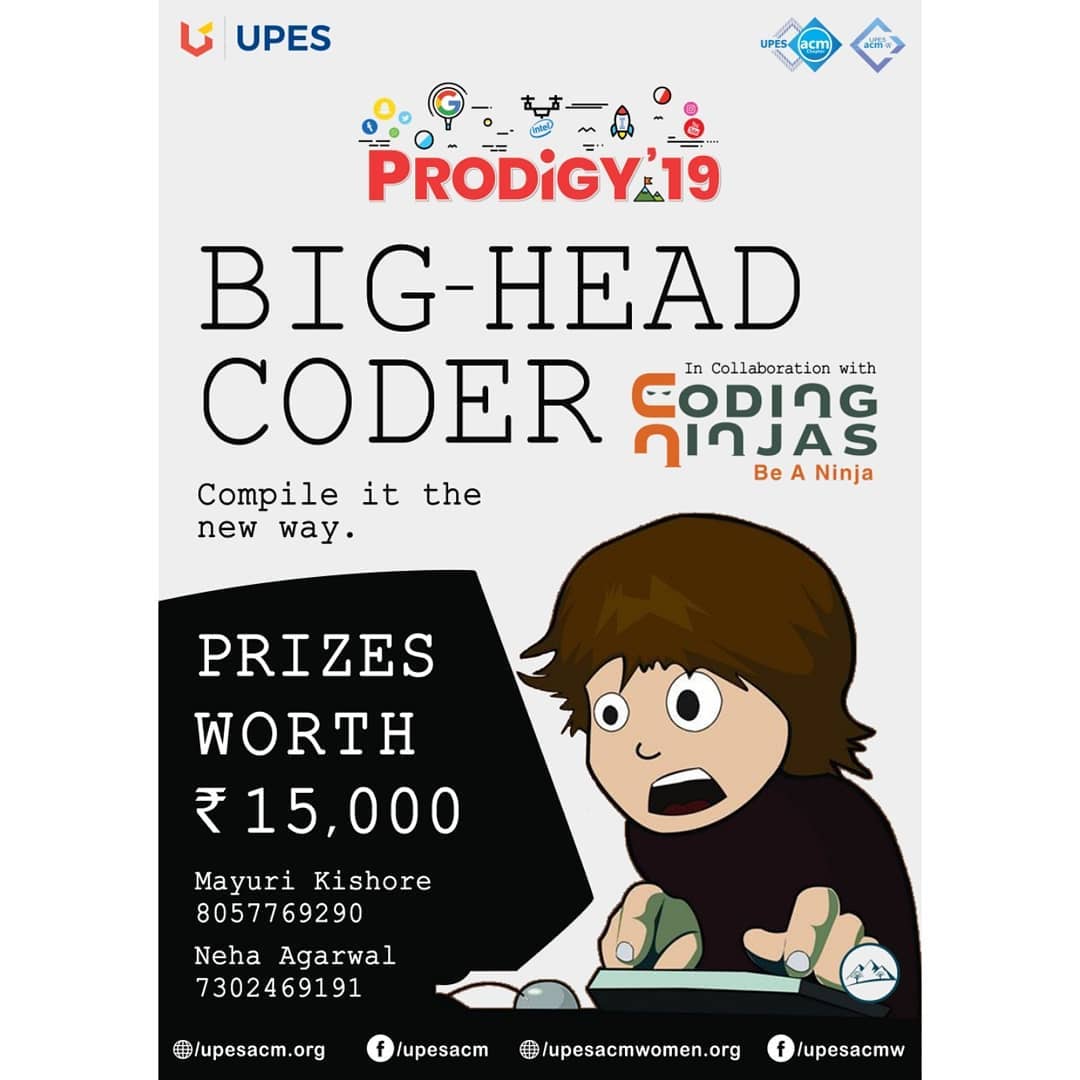 UPES
UPES acm Chapter
UPES acm-w
intel
PRODiGY'19
BIG-HEAD
CODER
In Collaboration with
CODING
NINJAS
Be A Ninja
Compile it the
new way.
PRIZES
WORTH
₹ 15,000
Mayuri Kishore
8057769290
Neha Agarwal
7302469191
/upesacm.org /upesacm /upesacmwomen.org /upesacmw